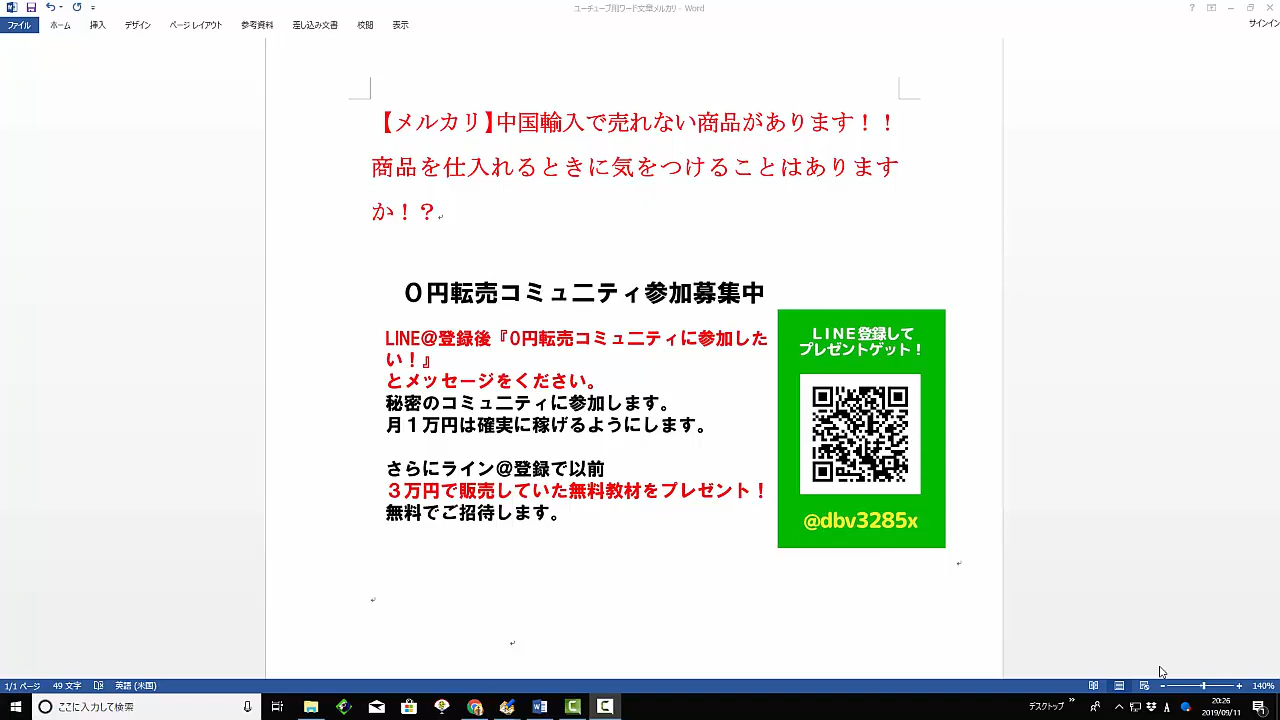 ユーチューブ用ワード文章メルカリ - Word
サインイン
ファイル ホーム 挿入 デザイン ページ レイアウト 参考資料 差し込み文書 校閲 表示
【メルカリ】中国輸入で売れない商品があります！！
商品を仕入れるときに気をつけることはあります
か！？
０円転売コミュ二ティ参加募集中
LINE@登録後『０円転売コミュ二ティに参加した
い！』
とメッセージをください。
秘密のコミュ二ティに参加します。
月１万円は確実に稼げるようにします。
さらにライン@登録で以前
３万円で販売していた無料教材をプレゼント！
無料でご招待します。
ＬＩＮＥ登録して
プレゼントゲット！
@dbv3285x
1/1 ページ 49 文字 英語 (米国)
140%
ここに入力して検索
デスクトップ
20:26
2019/09/11